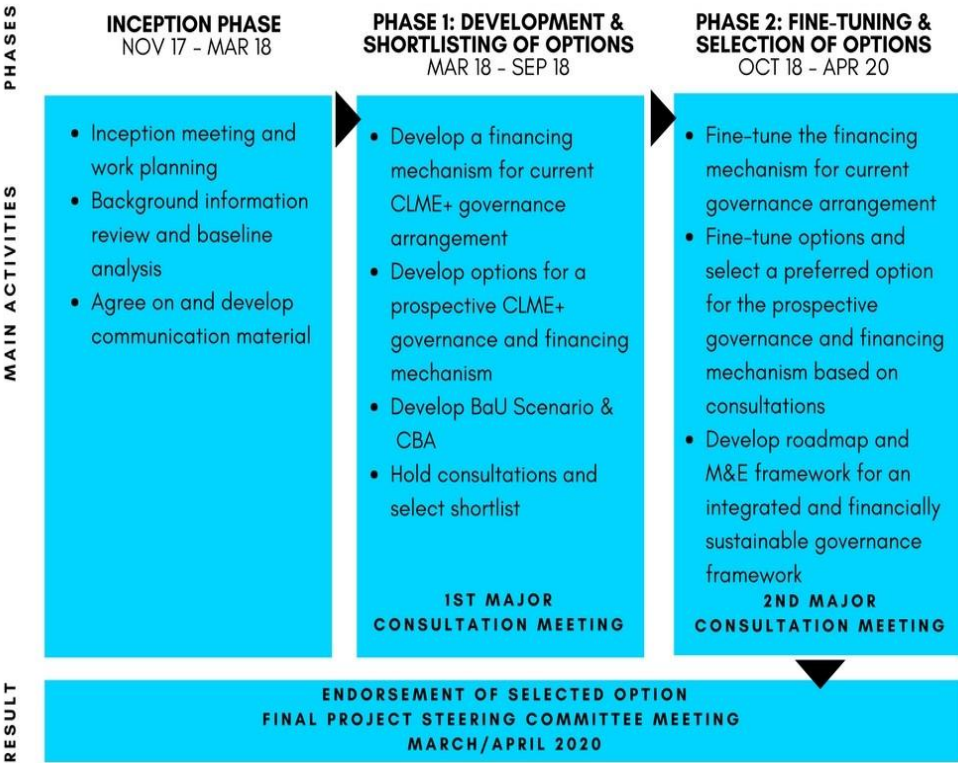 PHASES
INCEPTION PHASE
NOV 17 - MAR 18
PHASE 1: DEVELOPMENT &
SHORTLISTING OF OPTIONS
MAR 18 - SEP 18
PHASE 2: FINE-TUNING &
SELECTION OF OPTIONS
OCT 18 - APR 20
MAIN ACTIVITIES
• Inception meeting and
work planning
• Background information
review and baseline
analysis
• Agree on and develop
communication material
• Develop a financing
mechanism for current
CLME+ governance
arrangement
• Develop options for a
prospective CLME+
governance and financing
mechanism
• Develop BaU Scenario &
CBA
• Hold consultations and
select shortlist
1ST MAJOR
CONSULTATION MEETING
• Fine-tune the financing
mechanism for current
governance arrangement
• Fine-tune options and
select a preferred option
for the prospective
governance and financing
mechanism based on
consultations
• Develop roadmap and
M&E framework for an
integrated and financially
sustainable governance
framework
2ND MAJOR
CONSULTATION MEETING
RESULT
ENDORSEMENT OF SELECTED OPTION
FINAL PROJECT STEERING COMMITTEE MEETING
MARCH/APRIL 2020